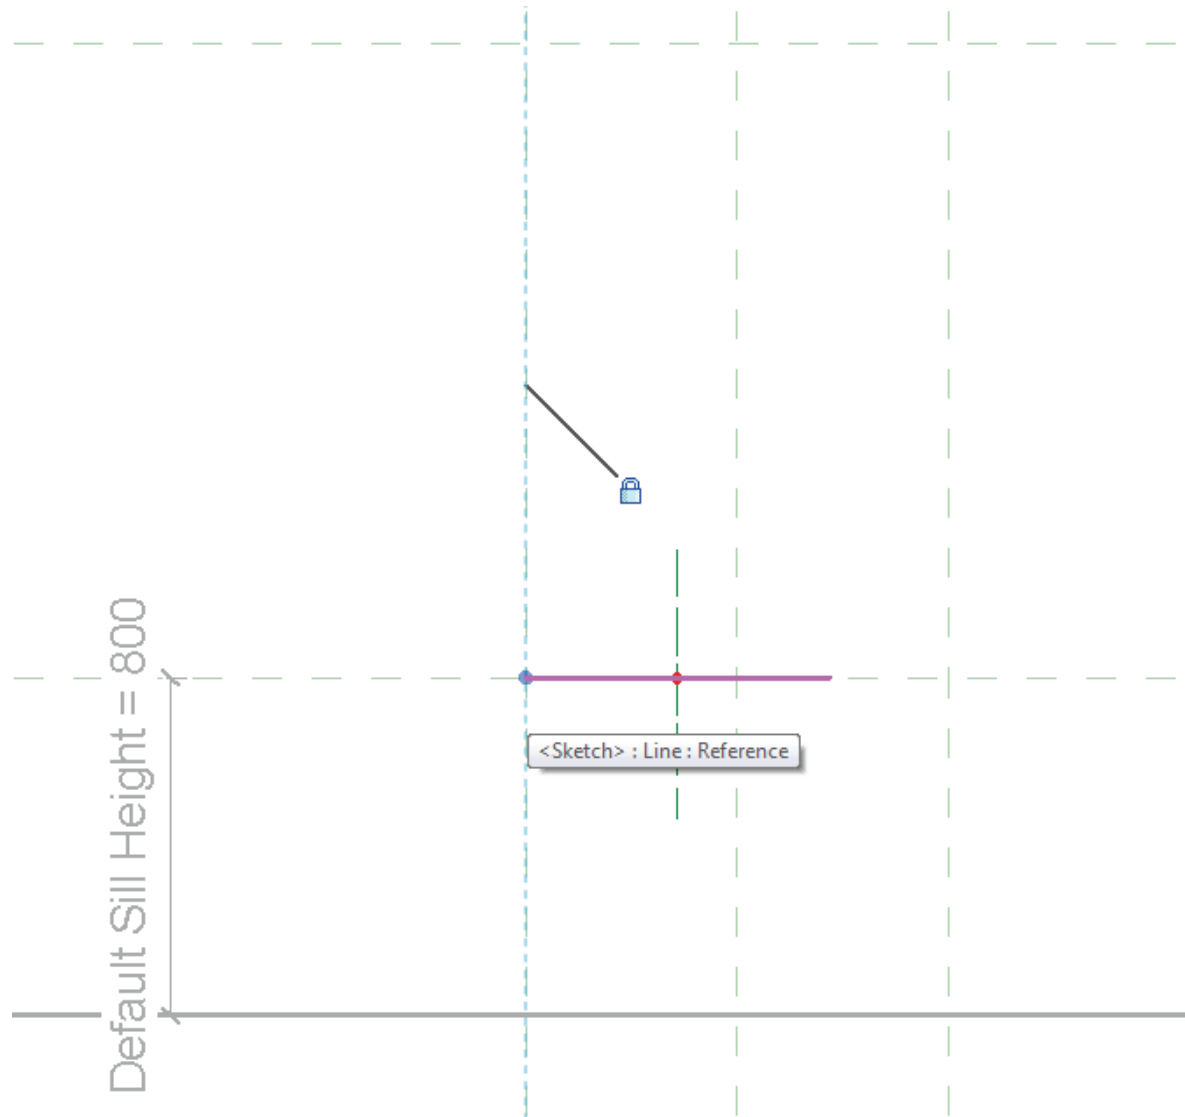 Default Sill Height = 800
<Sketch> : Line : Reference